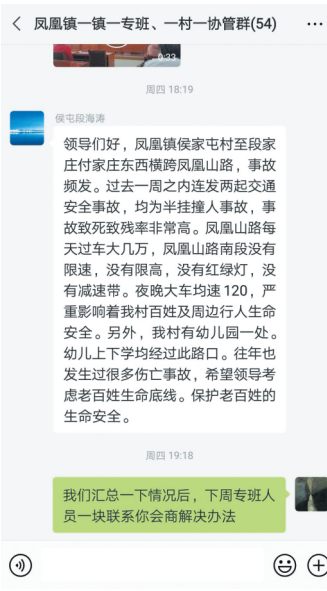 凤凰镇一镇一专班、一村一协管群(54)
0:33
周四 18:19
侯屯段海涛
领导们好，凤凰镇侯家屯村至段家
庄付家庄东西横跨凤凰山路，事故
频发。过去一周之内连发两起交通
安全事故，均为半挂撞人事故，事
故致死致残率非常高。凤凰山路每
天过车大几万，凤凰山路南段没有
限速，没有限高，没有红绿灯，没
有减速带。夜晚大车均速 120，严
重影响着我村百姓及周边行人生命
安全。另外，我村有幼儿园一处。
幼儿上下学均经过此路口。往年也
发生过很多伤亡事故，希望领导考
虑老百姓生命底线。保护老百姓的
生命安全。
周四 19:18
我们汇总一下情况后，下周专班人
员一块联系你会商解决办法